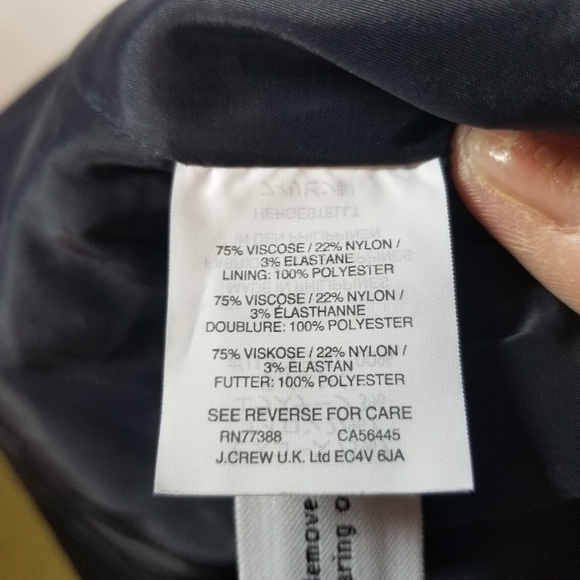 75% VISCOSE / 22% NYLON /
3% ELASTANE
LINING: 100% POLYESTER
75% VISCOSE / 22% NYLON /
3% ÉLASTHANNE
DOUBLURE: 100% POLYESTER
75% VISKOSE / 22% NYLON /
3% ELASTAN
FUTTER: 100% POLYESTER
SEE REVERSE FOR CARE
RN77388 CA56445
J.CREW U.K. Ltd EC4V 6JA